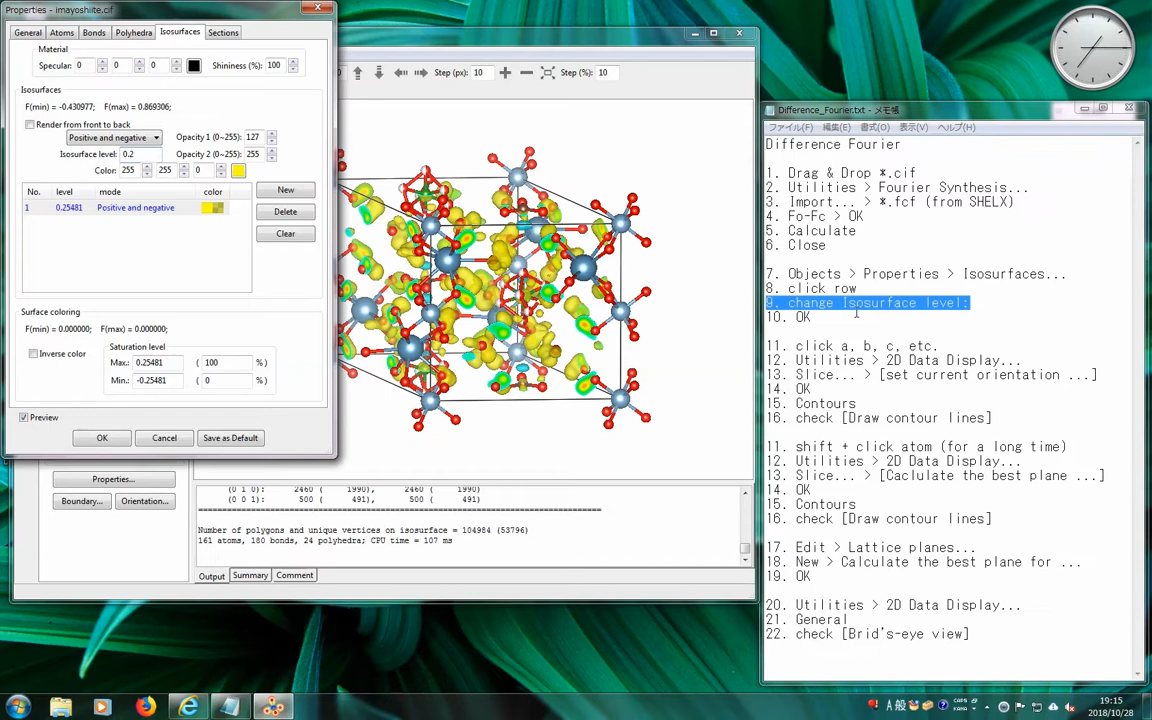 Properties - imayoshiite.cif
General Atoms Bonds Polyhedra Isosurfaces Sections
Material
Specular: 0 0 0 Shininess (%): 100
Isosurfaces
F(min) = -0.430977; F(max) = 0.869306;
Render from front to back
Positive and negative Opacity 1 (0~255): 127
Isosurface level: 0.2 Opacity 2 (0~255): 255
Color: 255 255 0
No. level mode color
1 0.25481 Positive and negative
New
Delete
Clear
Surface coloring
F(min) = 0.000000; F(max) = 0.000000;
Inverse color
Saturation level
Max.: 0.25481 ( 100 %)
Min.: -0.25481 ( 0 %)
Preview
OK Cancel Save as Default
Step (px): 10 Step (%): 10
Properties...
Boundary... Orientation...
(0 1 0): 2460 ( 1990), 2460 ( 1990)
(0 0 1): 500 ( 491), 500 ( 491)
Number of polygons and unique vertices on isosurface = 104984 (53796)
161 atoms, 180 bonds, 24 polyhedra; CPU time = 107 ms
Output Summary Comment
Difference_Fourier.txt - メモ帳
ファイル(F) 編集(E) 書式(O) 表示(V) ヘルプ(H)
Difference Fourier
1. Drag & Drop *.cif
2. Utilities > Fourier Synthesis...
3. Import... > *.fcf (from SHELX)
4. Fo-Fc > OK
5. Calculate
6. Close
7. Objects > Properties > Isosurfaces...
8. click row
9. change Isosurface level:
10. OK
11. click a, b, c, etc.
12. Utilities > 2D Data Display...
13. Slice... > [set current orientation ...]
14. OK
15. Contours
16. check [Draw contour lines]
11. shift + click atom (for a long time)
12. Utilities > 2D Data Display...
13. Slice... > [Caclulate the best plane ...]
14. OK
15. Contours
16. check [Draw contour lines]
17. Edit > Lattice planes...
18. New > Calculate the best plane for ...
19. OK
20. Utilities > 2D Data Display...
21. General
22. check [Brid's-eye view]
A 般
CAPS
KANA
19:15
2018/10/28